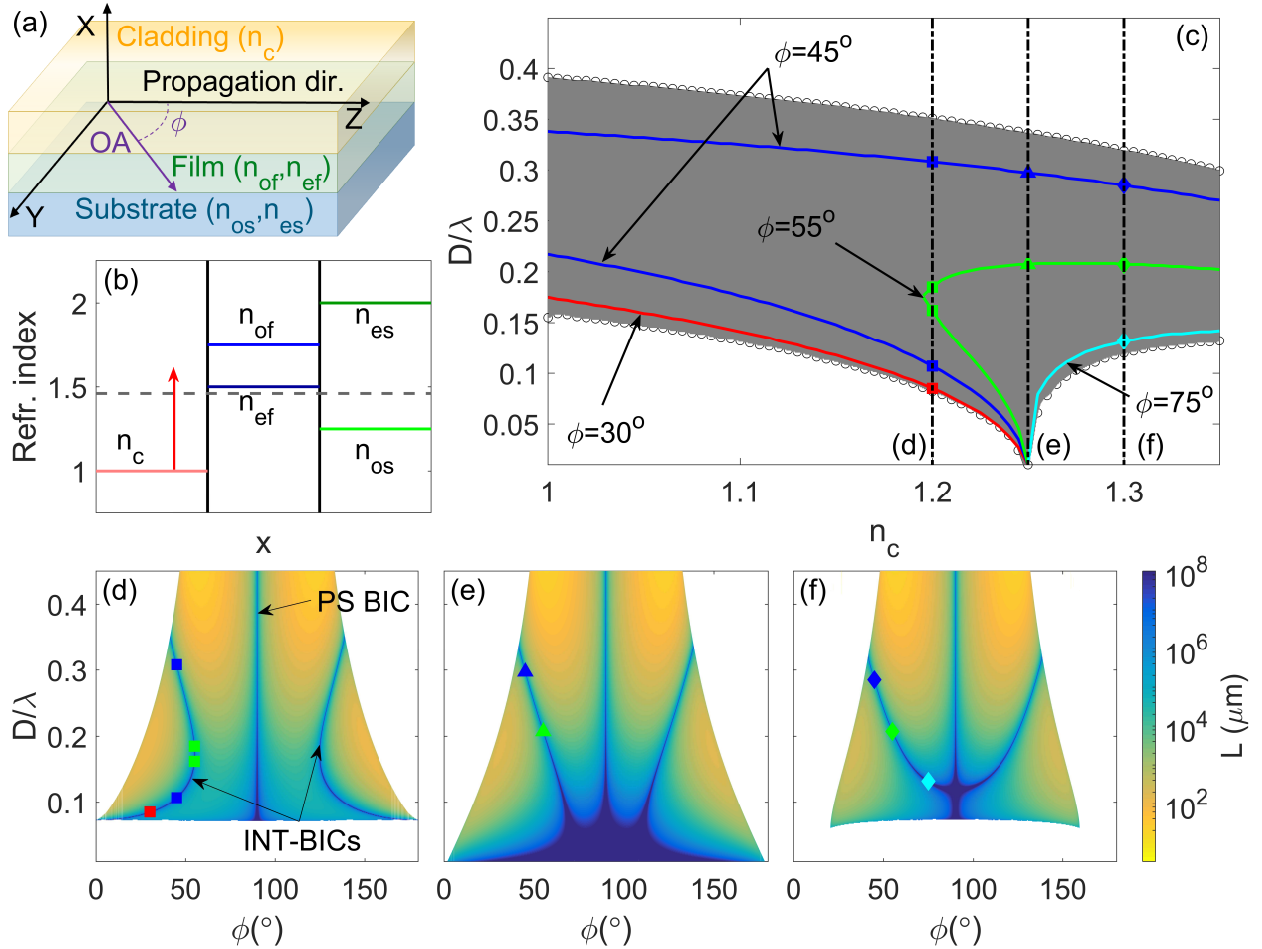 (a)
X
Cladding (n_c)
Propagation dir.
Z
ϕ
OA
Film (n_of,n_ef)
Y
Substrate (n_os,n_es)
(b)
Refr. index
2
1.5
1
n_c
n_of
n_ef
n_es
n_os
x
(c)
D/λ
0.4
0.35
0.3
0.25
0.2
0.15
0.1
0.05
ϕ=45°
ϕ=55°
ϕ=30°
ϕ=75°
(d)
(e)
(f)
1
1.1
1.2
1.3
n_c
(d)
PS BIC
INT-BICs
D/λ
0.4
0.3
0.2
0.1
0
50
100
150
ϕ(°)
(e)
0
50
100
150
ϕ(°)
(f)
0
50
100
150
ϕ(°)
10^8
10^6
10^4
10^2
L (μm)